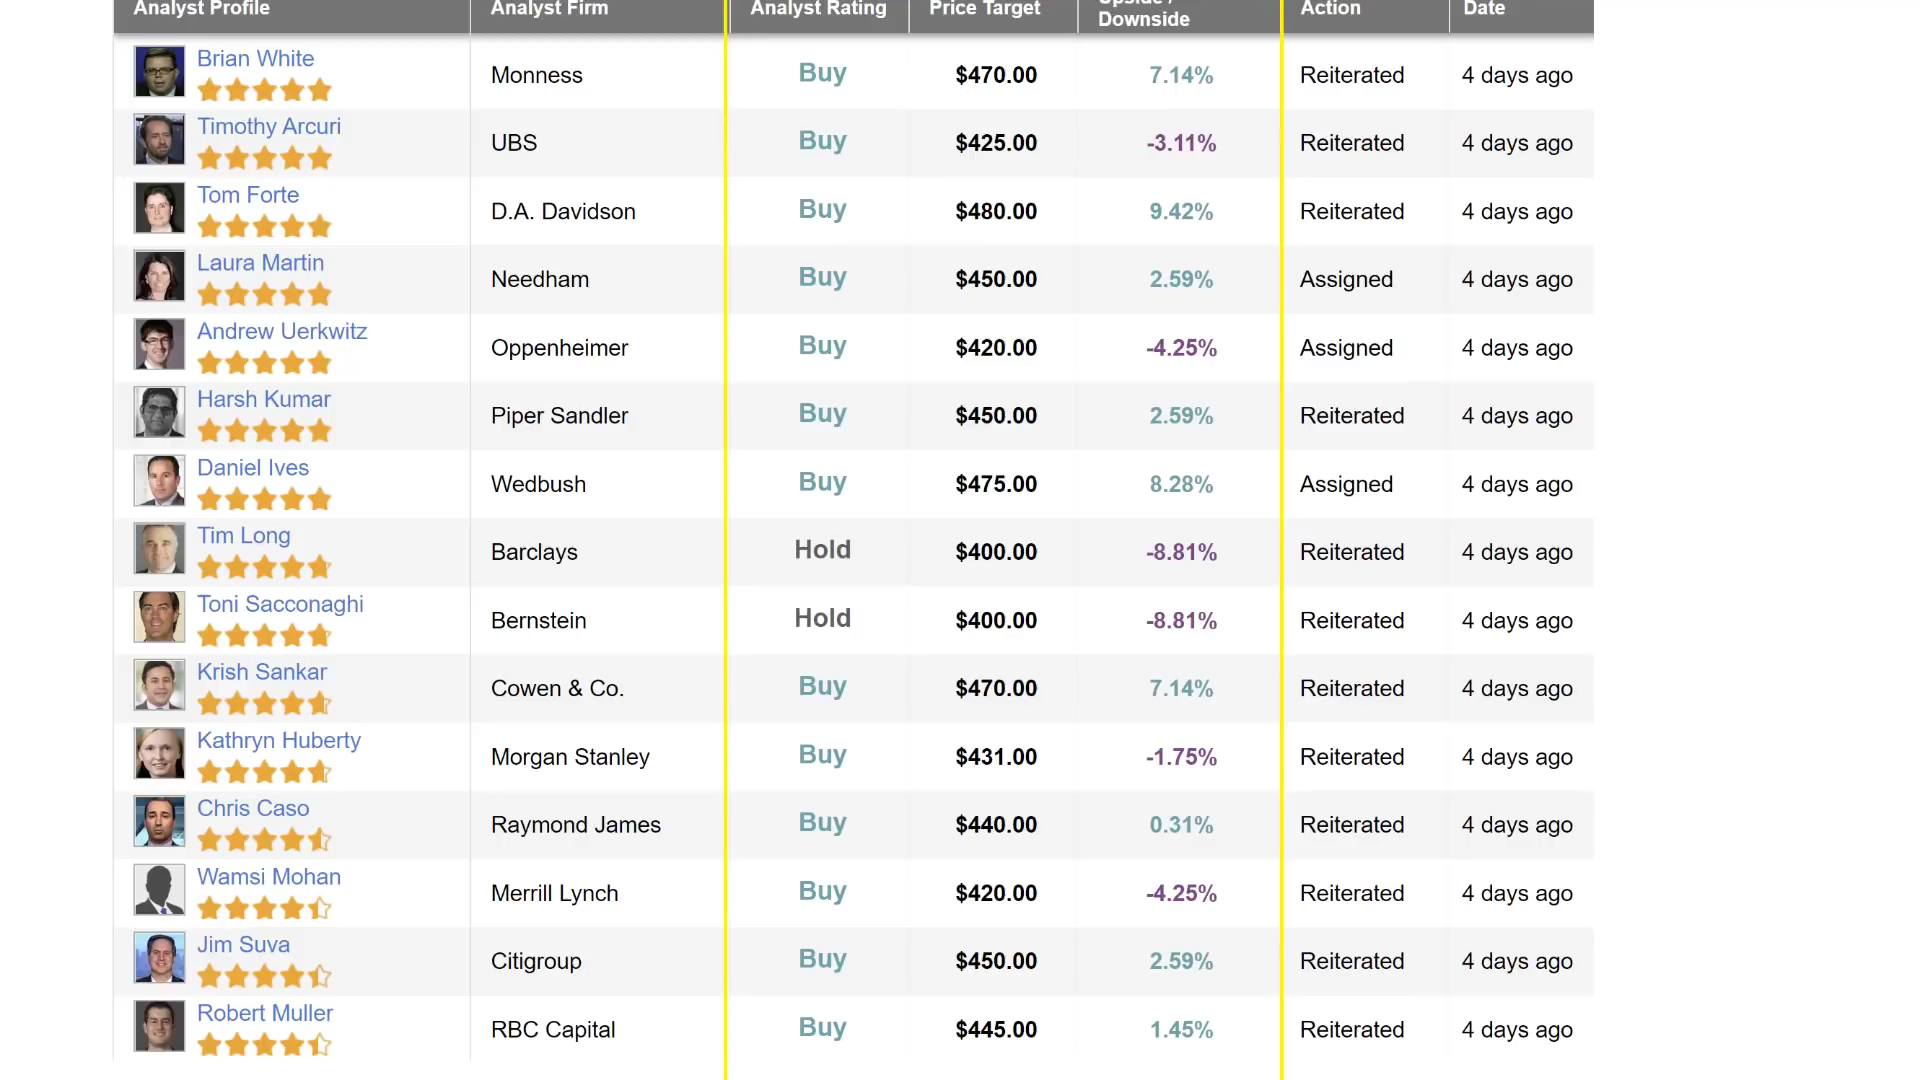 Analyst Profile Analyst Firm Analyst Rating Price Target Upside / Downside Action Date
Brian White Monness Buy $470.00 7.14% Reiterated 4 days ago
Timothy Arcuri UBS Buy $425.00 -3.11% Reiterated 4 days ago
Tom Forte D.A. Davidson Buy $480.00 9.42% Reiterated 4 days ago
Laura Martin Needham Buy $450.00 2.59% Assigned 4 days ago
Andrew Uerkwitz Oppenheimer Buy $420.00 -4.25% Assigned 4 days ago
Harsh Kumar Piper Sandler Buy $450.00 2.59% Reiterated 4 days ago
Daniel Ives Wedbush Buy $475.00 8.28% Assigned 4 days ago
Tim Long Barclays Hold $400.00 -8.81% Reiterated 4 days ago
Toni Sacconaghi Bernstein Hold $400.00 -8.81% Reiterated 4 days ago
Krish Sankar Cowen & Co. Buy $470.00 7.14% Reiterated 4 days ago
Kathryn Huberty Morgan Stanley Buy $431.00 -1.75% Reiterated 4 days ago
Chris Caso Raymond James Buy $440.00 0.31% Reiterated 4 days ago
Wamsi Mohan Merrill Lynch Buy $420.00 -4.25% Reiterated 4 days ago
Jim Suva Citigroup Buy $450.00 2.59% Reiterated 4 days ago
Robert Muller RBC Capital Buy $445.00 1.45% Reiterated 4 days ago